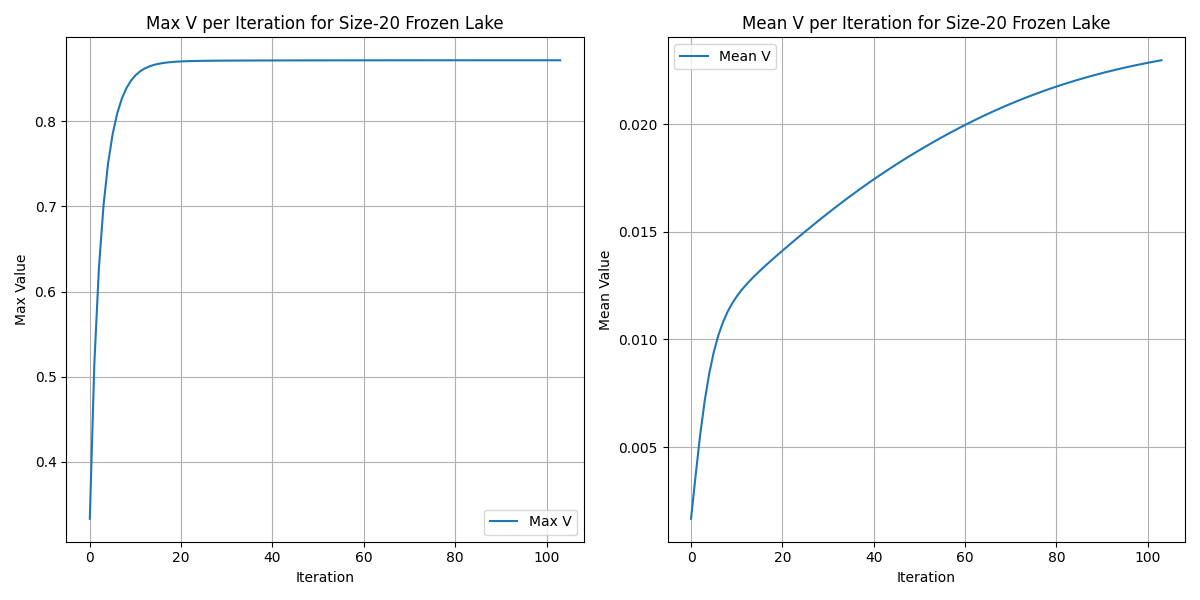 Max V per Iteration for Size-20 Frozen Lake
Max Value
0.8
0.7
0.6
0.5
0.4
0 20 40 60 80 100
Iteration
Max V
Mean V per Iteration for Size-20 Frozen Lake
Mean V
Mean Value
0.020
0.015
0.010
0.005
0 20 40 60 80 100
Iteration